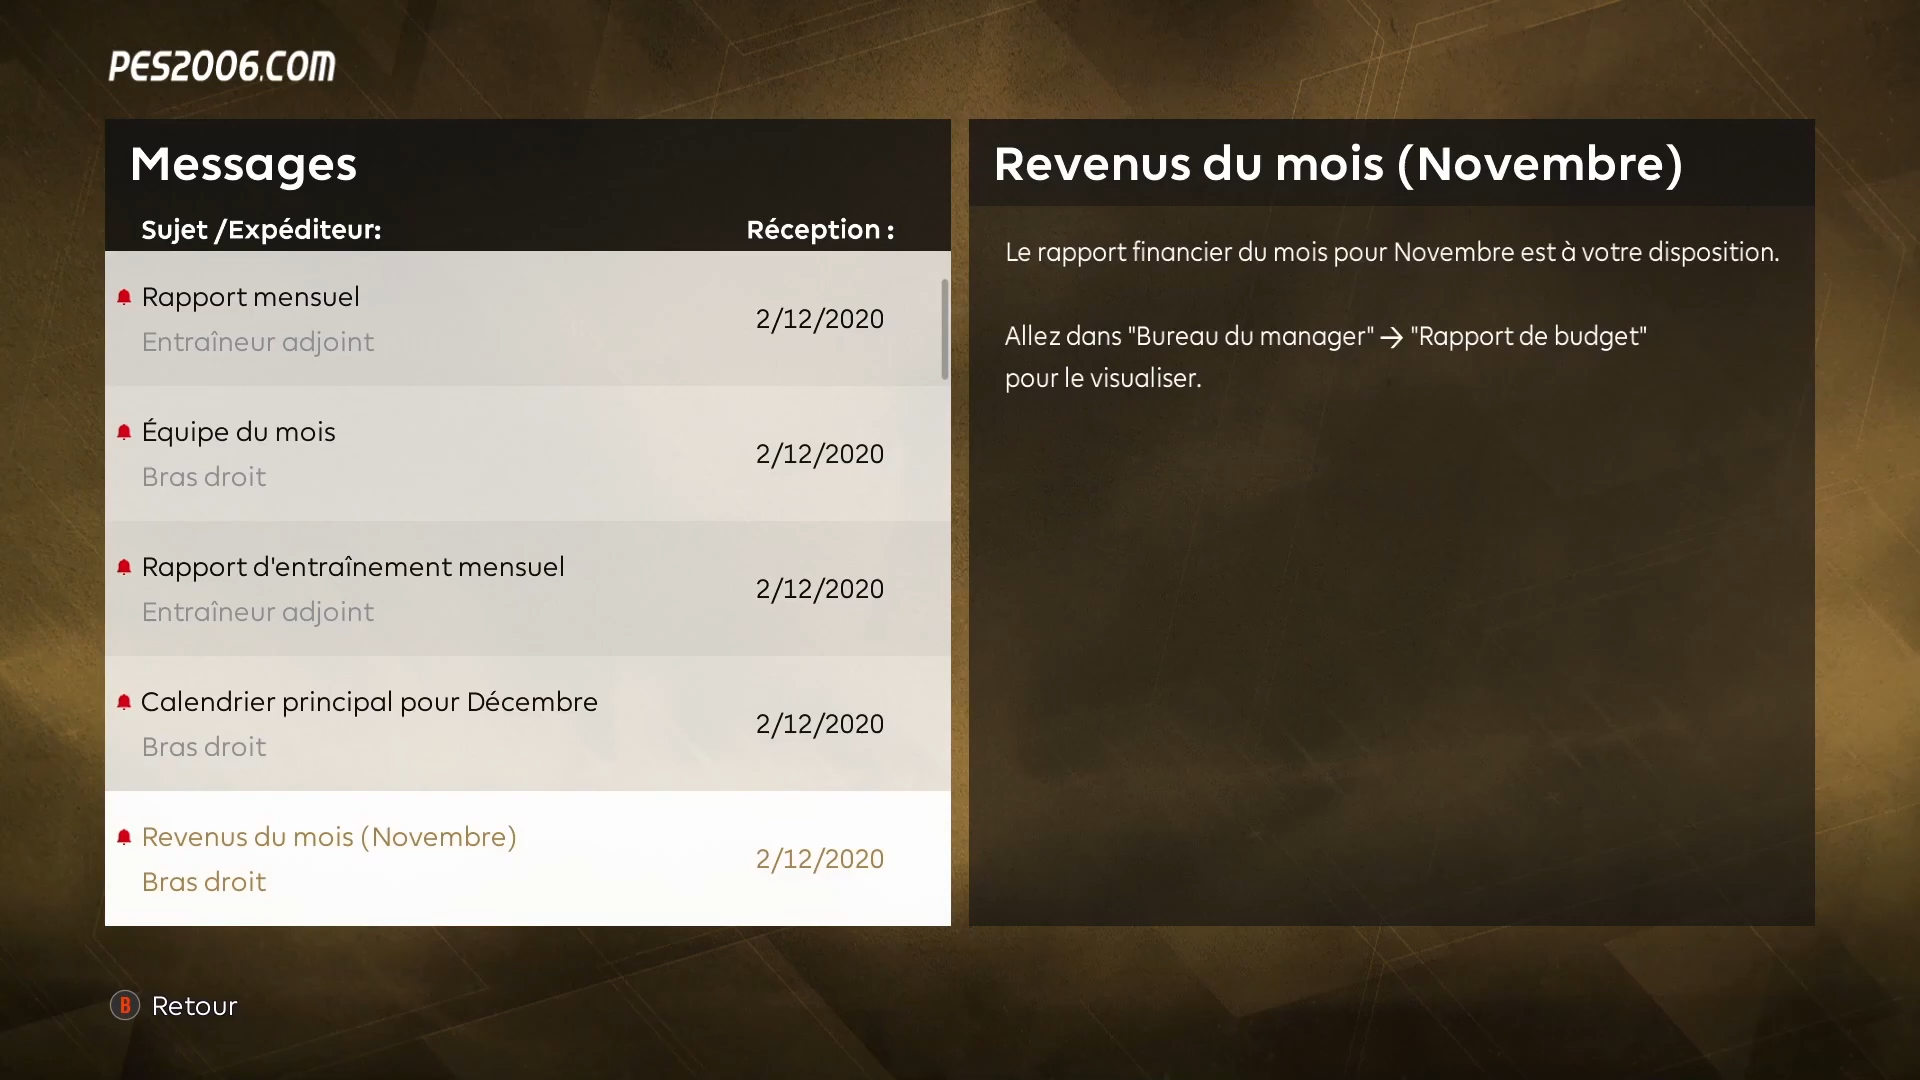 PES2006.COM
Messages
Sujet /Expéditeur:
Réception :
Rapport mensuel
Entraîneur adjoint
2/12/2020
Équipe du mois
Bras droit
2/12/2020
Rapport d'entraînement mensuel
Entraîneur adjoint
2/12/2020
Calendrier principal pour Décembre
Bras droit
2/12/2020
Revenus du mois (Novembre)
Bras droit
2/12/2020
Revenus du mois (Novembre)
Le rapport financier du mois pour Novembre est à votre disposition.
Allez dans "Bureau du manager" → "Rapport de budget"
pour le visualiser.
B Retour